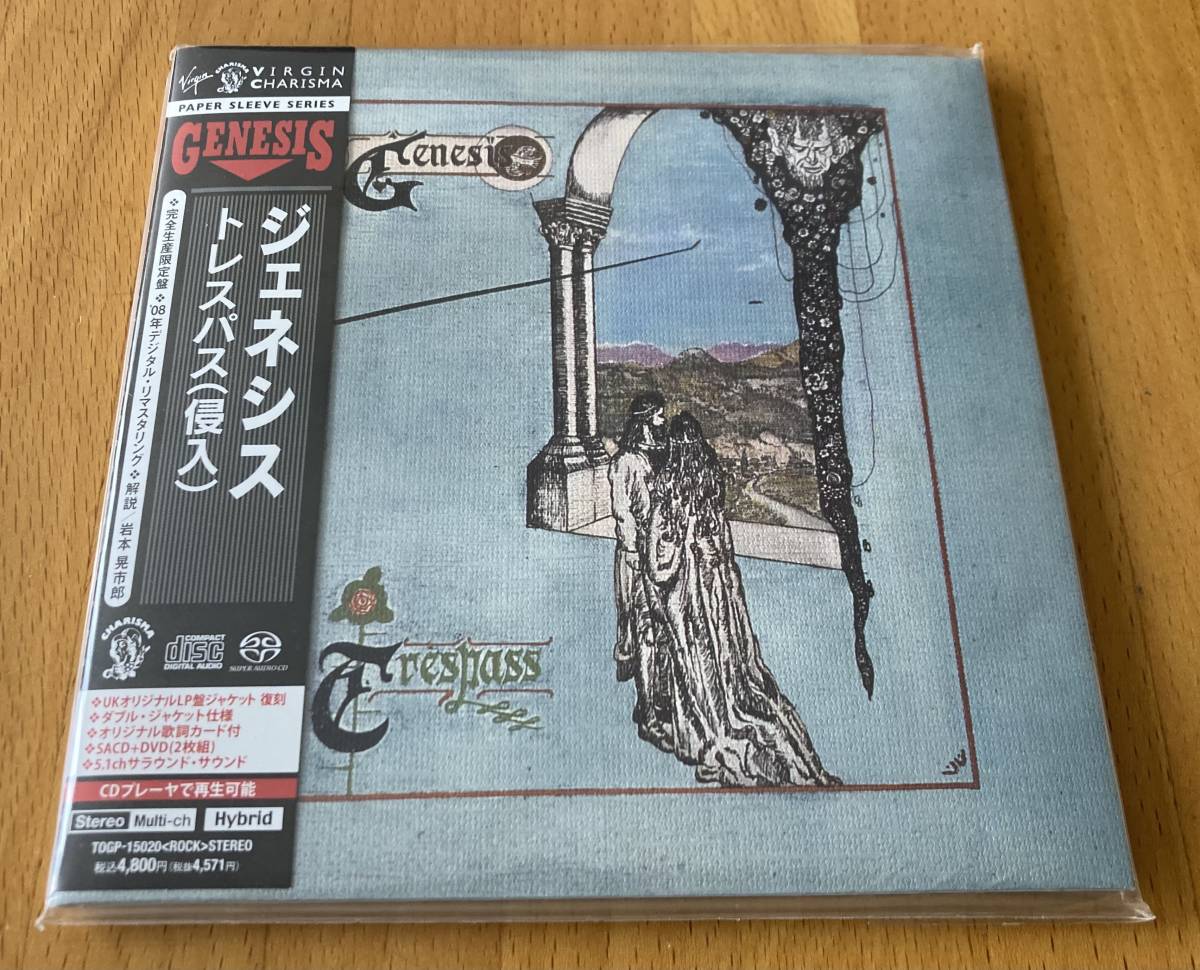 Virgin
CHARISMA
VIRGIN
CHARISMA
PAPER SLEEVE SERIES
GENESIS
ジェネシス
トレスパス(侵入)
❖完全生産限定盤❖'08年デジタル・リマスタリング❖解説/岩本 晃市郎
CHARISMA
COMPACT
disc
DIGITAL AUDIO
SUPER AUDIO CD
❖UKオリジナルLP盤ジャケット 復刻
❖ダブル・ジャケット仕様
❖オリジナル歌詞カード付
❖SACD+DVD(2枚組)
❖5.1chサラウンド・サウンド
CDプレーヤで再生可能
Stereo Multi-ch Hybrid
TOGP-15020<ROCK>STEREO
税込4,800円(税抜4,571円)
Genesis
Trespass